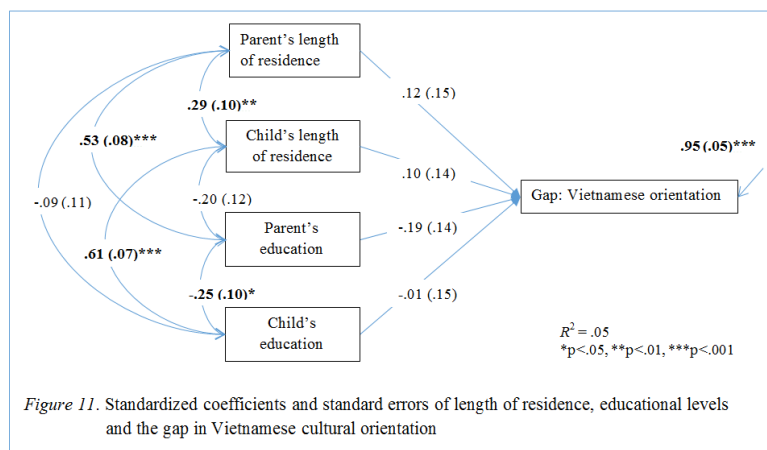 Parent's length
of residence
.29 (.10)**
.12 (.15)
.53 (.08)***
Child's length
of residence
.95 (.05)***
.10 (.14)
-.09 (.11)
-.20 (.12)
Gap: Vietnamese orientation
Parent's
education
-.19 (.14)
.61 (.07)***
-.25 (.10)*
-.01 (.15)
Child's
education
R² = .05
*p<.05, **p<.01, ***p<.001
Figure 11. Standardized coefficients and standard errors of length of residence, educational levels
and the gap in Vietnamese cultural orientation